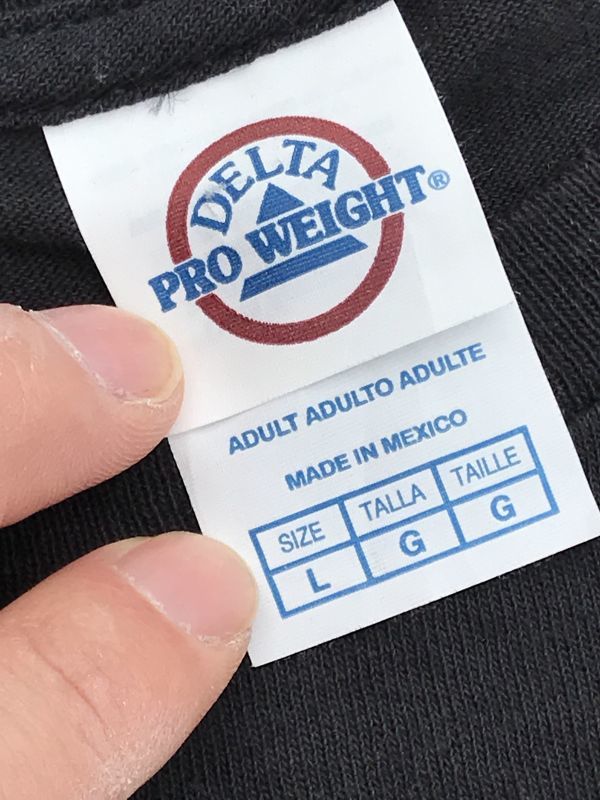 DELTA
PRO WEIGHT®
ADULT ADULTO ADULTE
MADE IN MEXICO
SIZE TALLA TAILLE
L G G